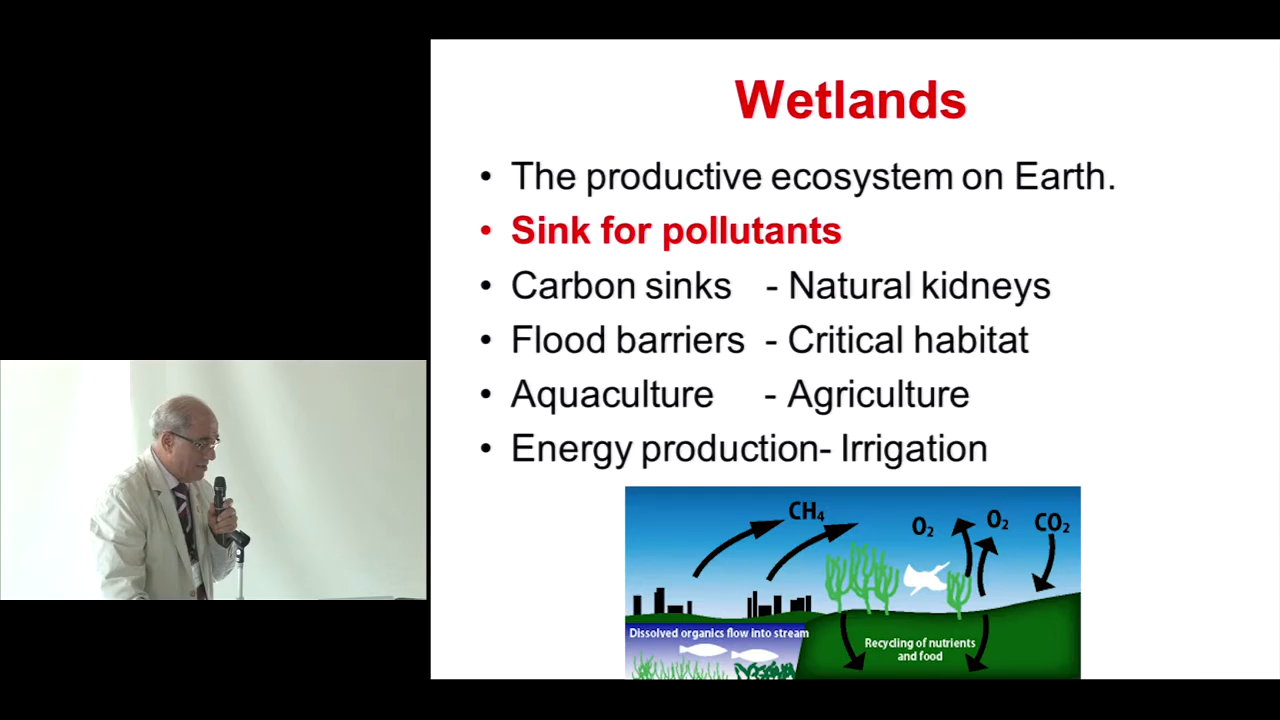 Wetlands
• The productive ecosystem on Earth.
• Sink for pollutants
• Carbon sinks - Natural kidneys
• Flood barriers - Critical habitat
• Aquaculture - Agriculture
• Energy production- Irrigation
CH₄
O₂ O₂ CO₂
Dissolved organics flow into stream
Recycling of nutrients
and food